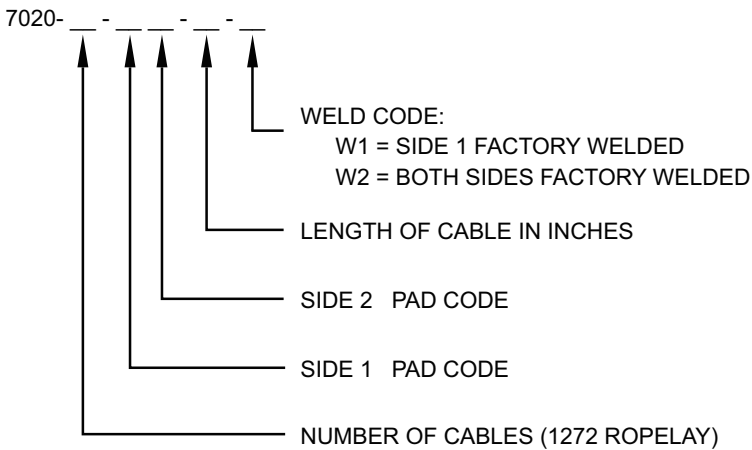 7020- __ - __ __ - __ - __
WELD CODE:
W1 = SIDE 1 FACTORY WELDED
W2 = BOTH SIDES FACTORY WELDED
LENGTH OF CABLE IN INCHES
SIDE 2 PAD CODE
SIDE 1 PAD CODE
NUMBER OF CABLES (1272 ROPELAY)